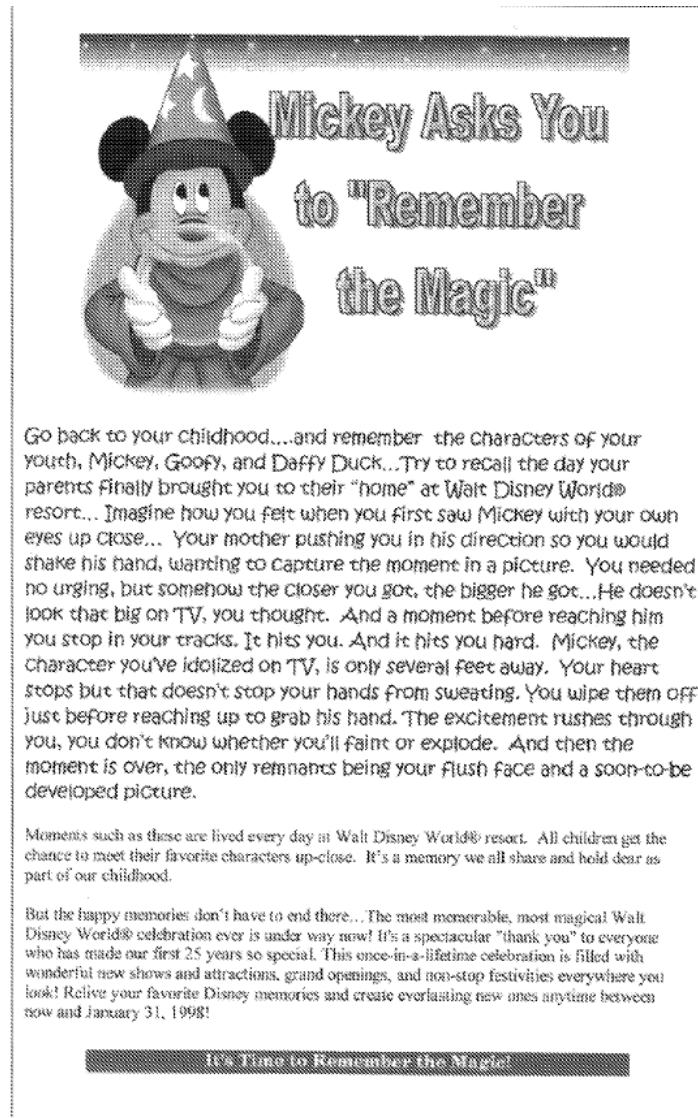 Mickey Asks You
to "Remember
the Magic"
Go back to your childhood....and remember the characters of your
youth, Mickey, Goofy, and Daffy Duck...Try to recall the day your
parents finally brought you to their "home" at Walt Disney World®
resort... Imagine how you felt when you first saw Mickey with your own
eyes up close... Your mother pushing you in his direction so you would
shake his hand, wanting to capture the moment in a picture. You needed
no urging, but somehow the closer you got, the bigger he got...He doesn't
look that big on TV, you thought. And a moment before reaching him
you stop in your tracks. It hits you. And it hits you hard. Mickey, the
character you've idolized on TV, is only several feet away. Your heart
stops but that doesn't stop your hands from sweating. You wipe them off
just before reaching up to grab his hand. The excitement rushes through
you, you don't know whether you'll faint or explode. And then the
moment is over, the only remnants being your flush face and a soon-to-be
developed picture.
Moments such as these are lived every day at Walt Disney World® resort. All children get the
chance to meet their favorite characters up-close. It's a memory we all share and hold dear as
part of our childhood.
But the happy memories don't have to end there...The most memorable, most magical Walt
Disney World® celebration ever is under way now! It's a spectacular "thank you" to everyone
who has made our first 25 years so special. This once-in-a-lifetime celebration is filled with
wonderful new shows and attractions, grand openings, and non-stop festivities everywhere you
look! Relive your favorite Disney memories and create everlasting new ones anytime between
now and January 31, 1998!
It's Time to Remember the Magic!